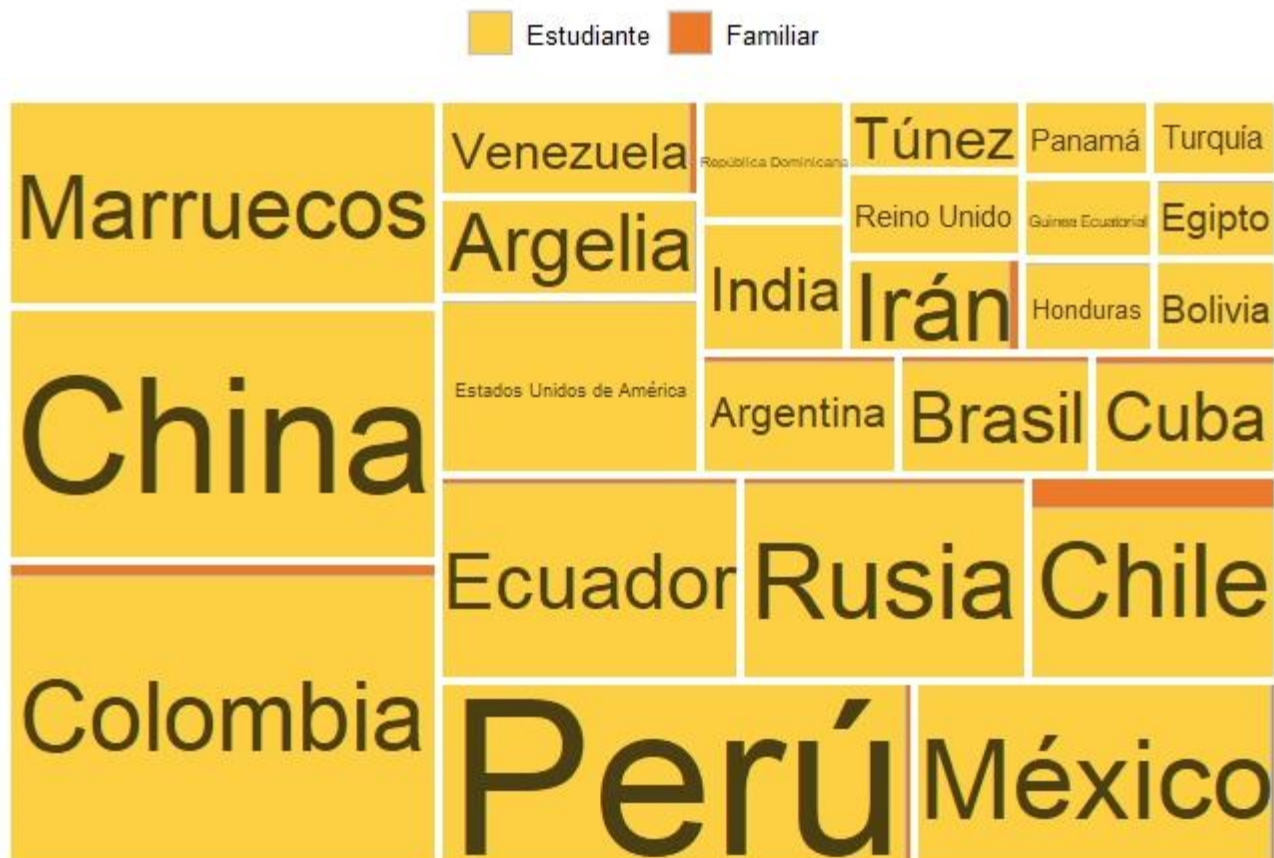 Estudiante Familiar
Marruecos
China
Colombia
Venezuela
Argelia
Estados Unidos de América
República Dominicana
India
Túnez
Reino Unido
Irán
Panamá
Guinea Ecuatorial
Honduras
Turquía
Egipto
Bolivia
Argentina
Brasil
Cuba
Ecuador
Rusia
Chile
Perú
México